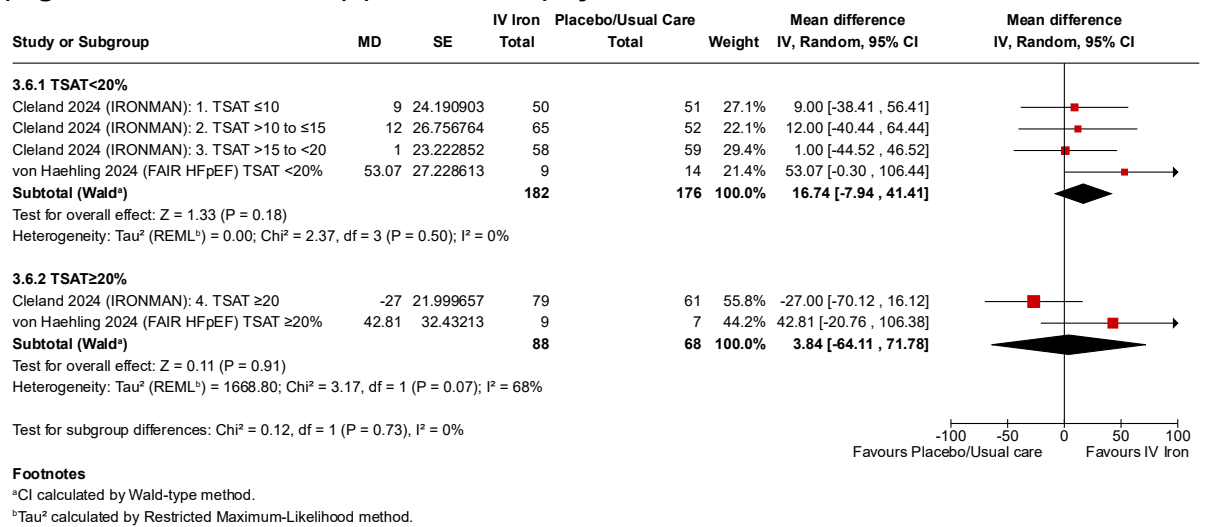 IV Iron Placebo/Usual Care Mean difference Mean difference
Study or Subgroup MD SE Total Total Weight IV, Random, 95% CI IV, Random, 95% CI
3.6.1 TSAT<20%
Cleland 2024 (IRONMAN): 1. TSAT ≤10 9 24.190903 50 51 27.1% 9.00 [-38.41 , 56.41]
Cleland 2024 (IRONMAN): 2. TSAT >10 to ≤15 12 26.756764 65 52 22.1% 12.00 [-40.44 , 64.44]
Cleland 2024 (IRONMAN): 3. TSAT >15 to <20 1 23.222852 58 59 29.4% 1.00 [-44.52 , 46.52]
von Haehling 2024 (FAIR HFpEF) TSAT <20% 53.07 27.228613 9 14 21.4% 53.07 [-0.30 , 106.44]
Subtotal (Waldᵃ) 182 176 100.0% 16.74 [-7.94 , 41.41]
Test for overall effect: Z = 1.33 (P = 0.18)
Heterogeneity: Tau² (REMLᵇ) = 0.00; Chi² = 2.37, df = 3 (P = 0.50); I² = 0%
3.6.2 TSAT≥20%
Cleland 2024 (IRONMAN): 4. TSAT ≥20 -27 21.999657 79 61 55.8% -27.00 [-70.12 , 16.12]
von Haehling 2024 (FAIR HFpEF) TSAT ≥20% 42.81 32.43213 9 7 44.2% 42.81 [-20.76 , 106.38]
Subtotal (Waldᵃ) 88 68 100.0% 3.84 [-64.11 , 71.78]
Test for overall effect: Z = 0.11 (P = 0.91)
Heterogeneity: Tau² (REMLᵇ) = 1668.80; Chi² = 3.17, df = 1 (P = 0.07); I² = 68%
Test for subgroup differences: Chi² = 0.12, df = 1 (P = 0.73), I² = 0%
-100 -50 0 50 100
Favours Placebo/Usual care Favours IV Iron
Footnotes
ᵃCI calculated by Wald-type method.
ᵇTau² calculated by Restricted Maximum-Likelihood method.